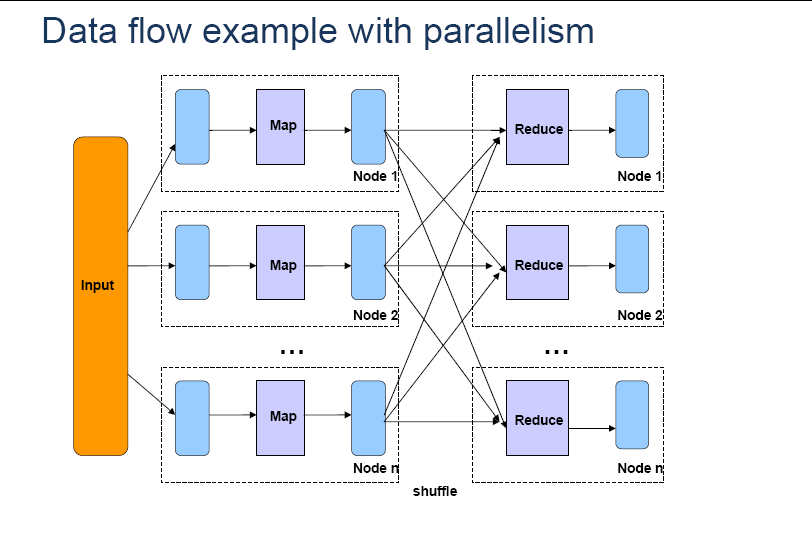 Data flow example with parallelism
Map
Reduce
Node 1
Node 1
Map
Reduce
Input
Node 2
Node 2
...
...
Map
Reduce
Node n
Node n
shuffle